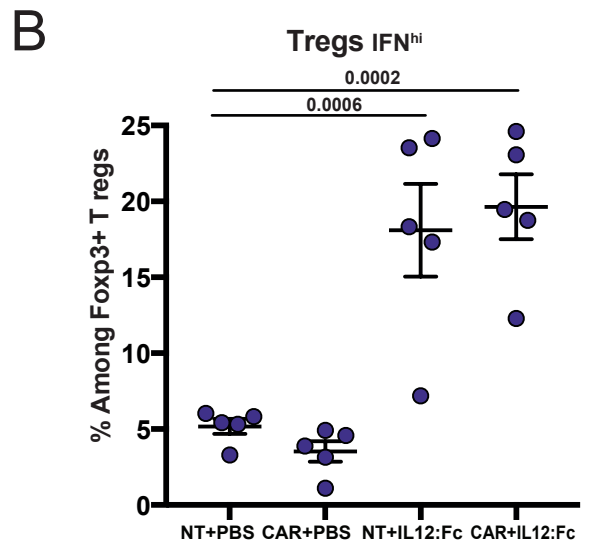 B
Tregs IFNhi
0.0002
0.0006
% Among Foxp3+ T regs
25
20
15
10
5
0
NT+PBS CAR+PBS NT+IL12:Fc CAR+IL12:Fc